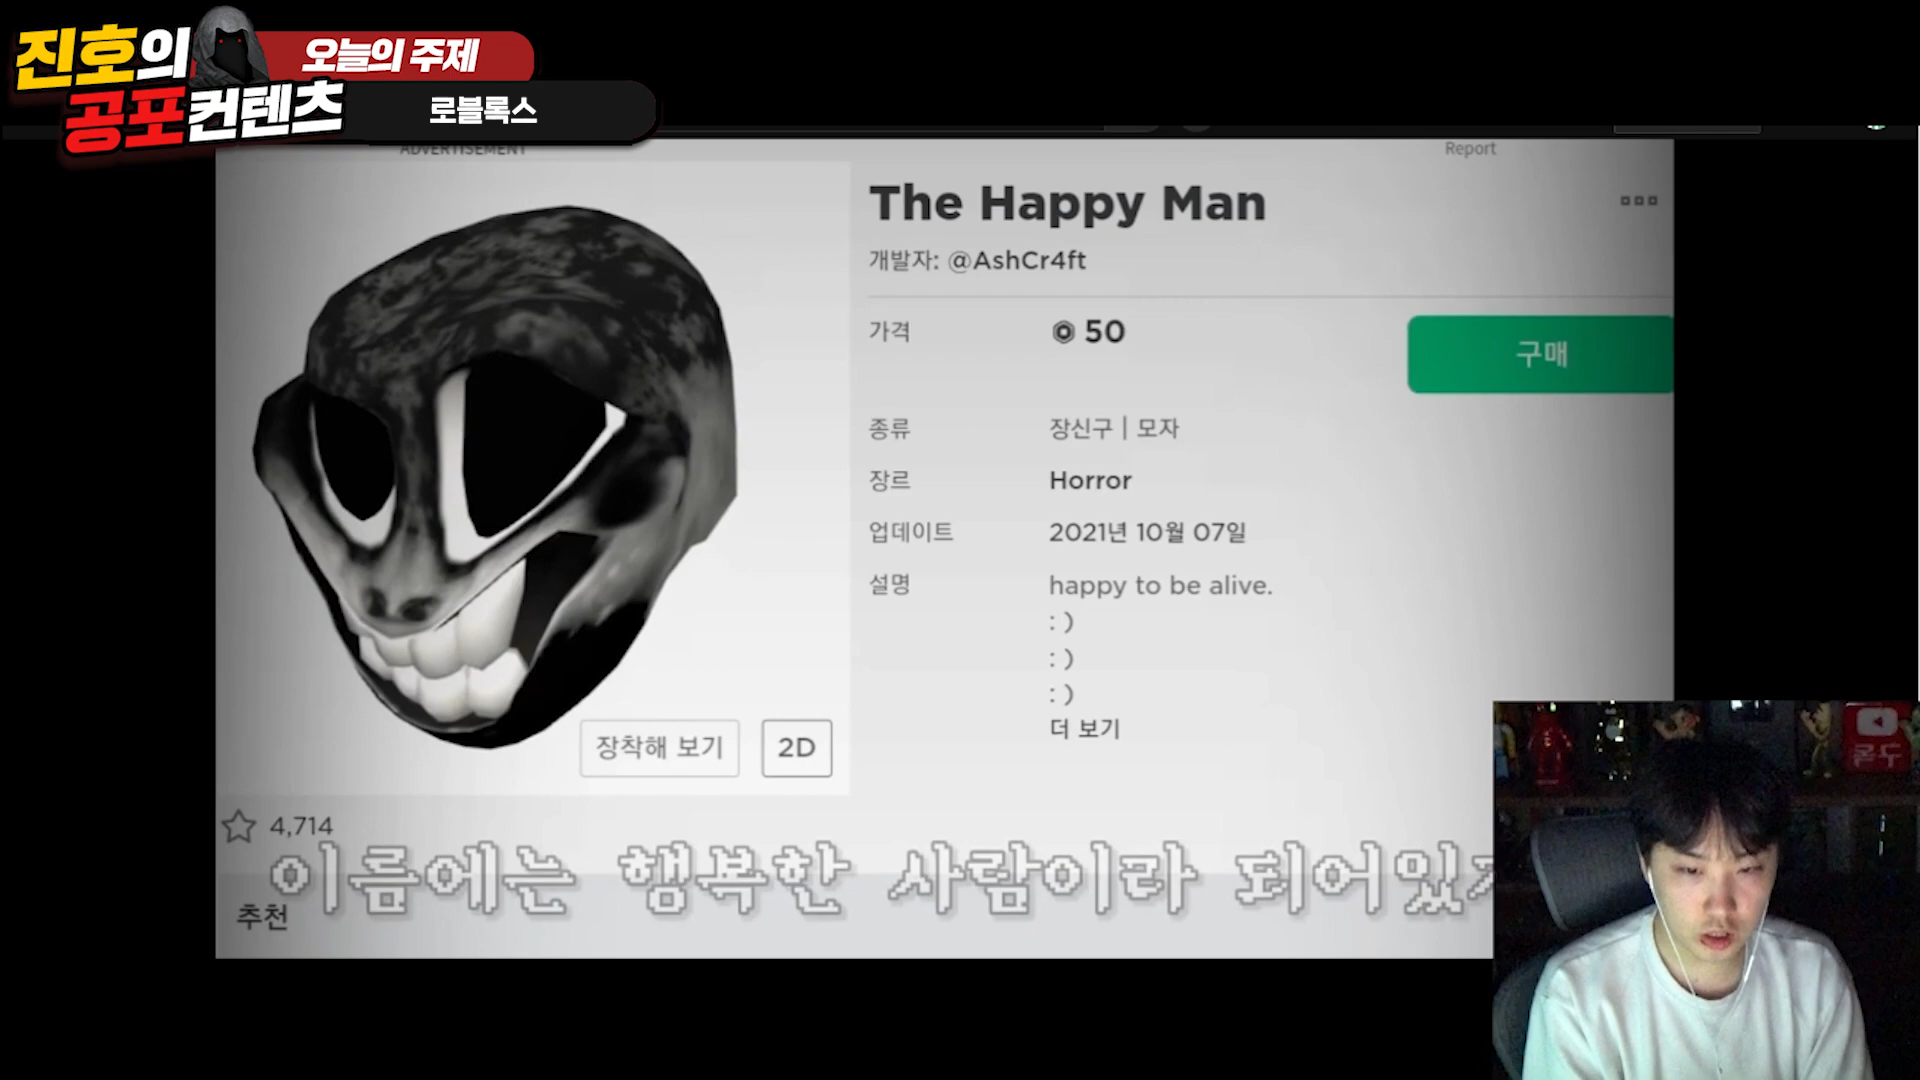 진호의
공포컨텐츠
오늘의 주제
로블록스
ADVERTISEMENT
Report
The Happy Man
개발자: @AshCr4ft
가격
50
구매
종류
장신구 | 모자
장르
Horror
업데이트
2021년 10월 07일
설명
happy to be alive.
: )
: )
: )
더 보기
장착해 보기
2D
4,714
이름에는 행복한 사람이라 되어있
추천